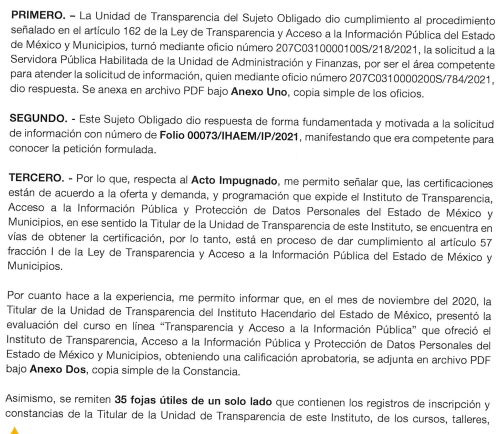 PRIMERO. – La Unidad de Transparencia del Sujeto Obligado dio cumplimiento al procedimiento
señalado en el artículo 162 de la Ley de Transparencia y Acceso a la Información Pública del Estado
de México y Municipios, turnó mediante oficio número 207C0310000100S/218/2021, la solicitud a la
Servidora Pública Habilitada de la Unidad de Administración y Finanzas, por ser el área competente
para atender la solicitud de información, quien mediante oficio número 207C0310000200S/784/2021,
dio respuesta. Se anexa en archivo PDF bajo Anexo Uno, copia simple de los oficios.
SEGUNDO. - Este Sujeto Obligado dio respuesta de forma fundamentada y motivada a la solicitud
de información con número de Folio 00073/IHAEM/IP/2021, manifestando que era competente para
conocer la petición formulada.
TERCERO. - Por lo que, respecta al Acto Impugnado, me permito señalar que, las certificaciones
están de acuerdo a la oferta y demanda, y programación que expide el Instituto de Transparencia,
Acceso a la Información Pública y Protección de Datos Personales del Estado de México y
Municipios, en ese sentido la Titular de la Unidad de Transparencia de este Instituto, se encuentra en
vías de obtener la certificación, por lo tanto, está en proceso de dar cumplimiento al artículo 57
fracción I de la Ley de Transparencia y Acceso a la Información Pública del Estado de México y
Municipios.
Por cuanto hace a la experiencia, me permito informar que, en el mes de noviembre del 2020, la
Titular de la Unidad de Transparencia del Instituto Hacendario del Estado de México, presentó la
evaluación del curso en línea “Transparencia y Acceso a la Información Pública” que ofreció el
Instituto de Transparencia, Acceso a la Información Pública y Protección de Datos Personales del
Estado de México y Municipios, obteniendo una calificación aprobatoria, se adjunta en archivo PDF
bajo Anexo Dos, copia simple de la Constancia.
Asimismo, se remiten 35 fojas útiles de un solo lado que contienen los registros de inscripción y
constancias de la Titular de la Unidad de Transparencia de este Instituto, de los cursos, talleres,